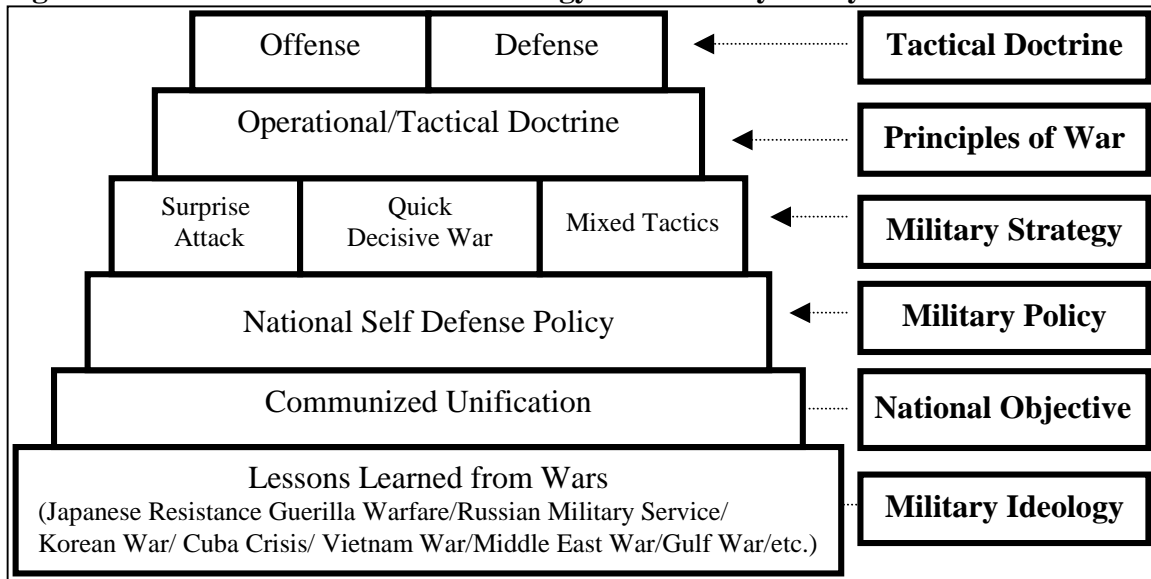 Offense
Defense
Tactical Doctrine
Operational/Tactical Doctrine
Principles of War
Surprise
Attack
Quick
Decisive War
Mixed Tactics
Military Strategy
National Self Defense Policy
Military Policy
Communized Unification
National Objective
Lessons Learned from Wars
(Japanese Resistance Guerilla Warfare/Russian Military Service/
Korean War/ Cuba Crisis/ Vietnam War/Middle East War/Gulf War/etc.)
Military Ideology